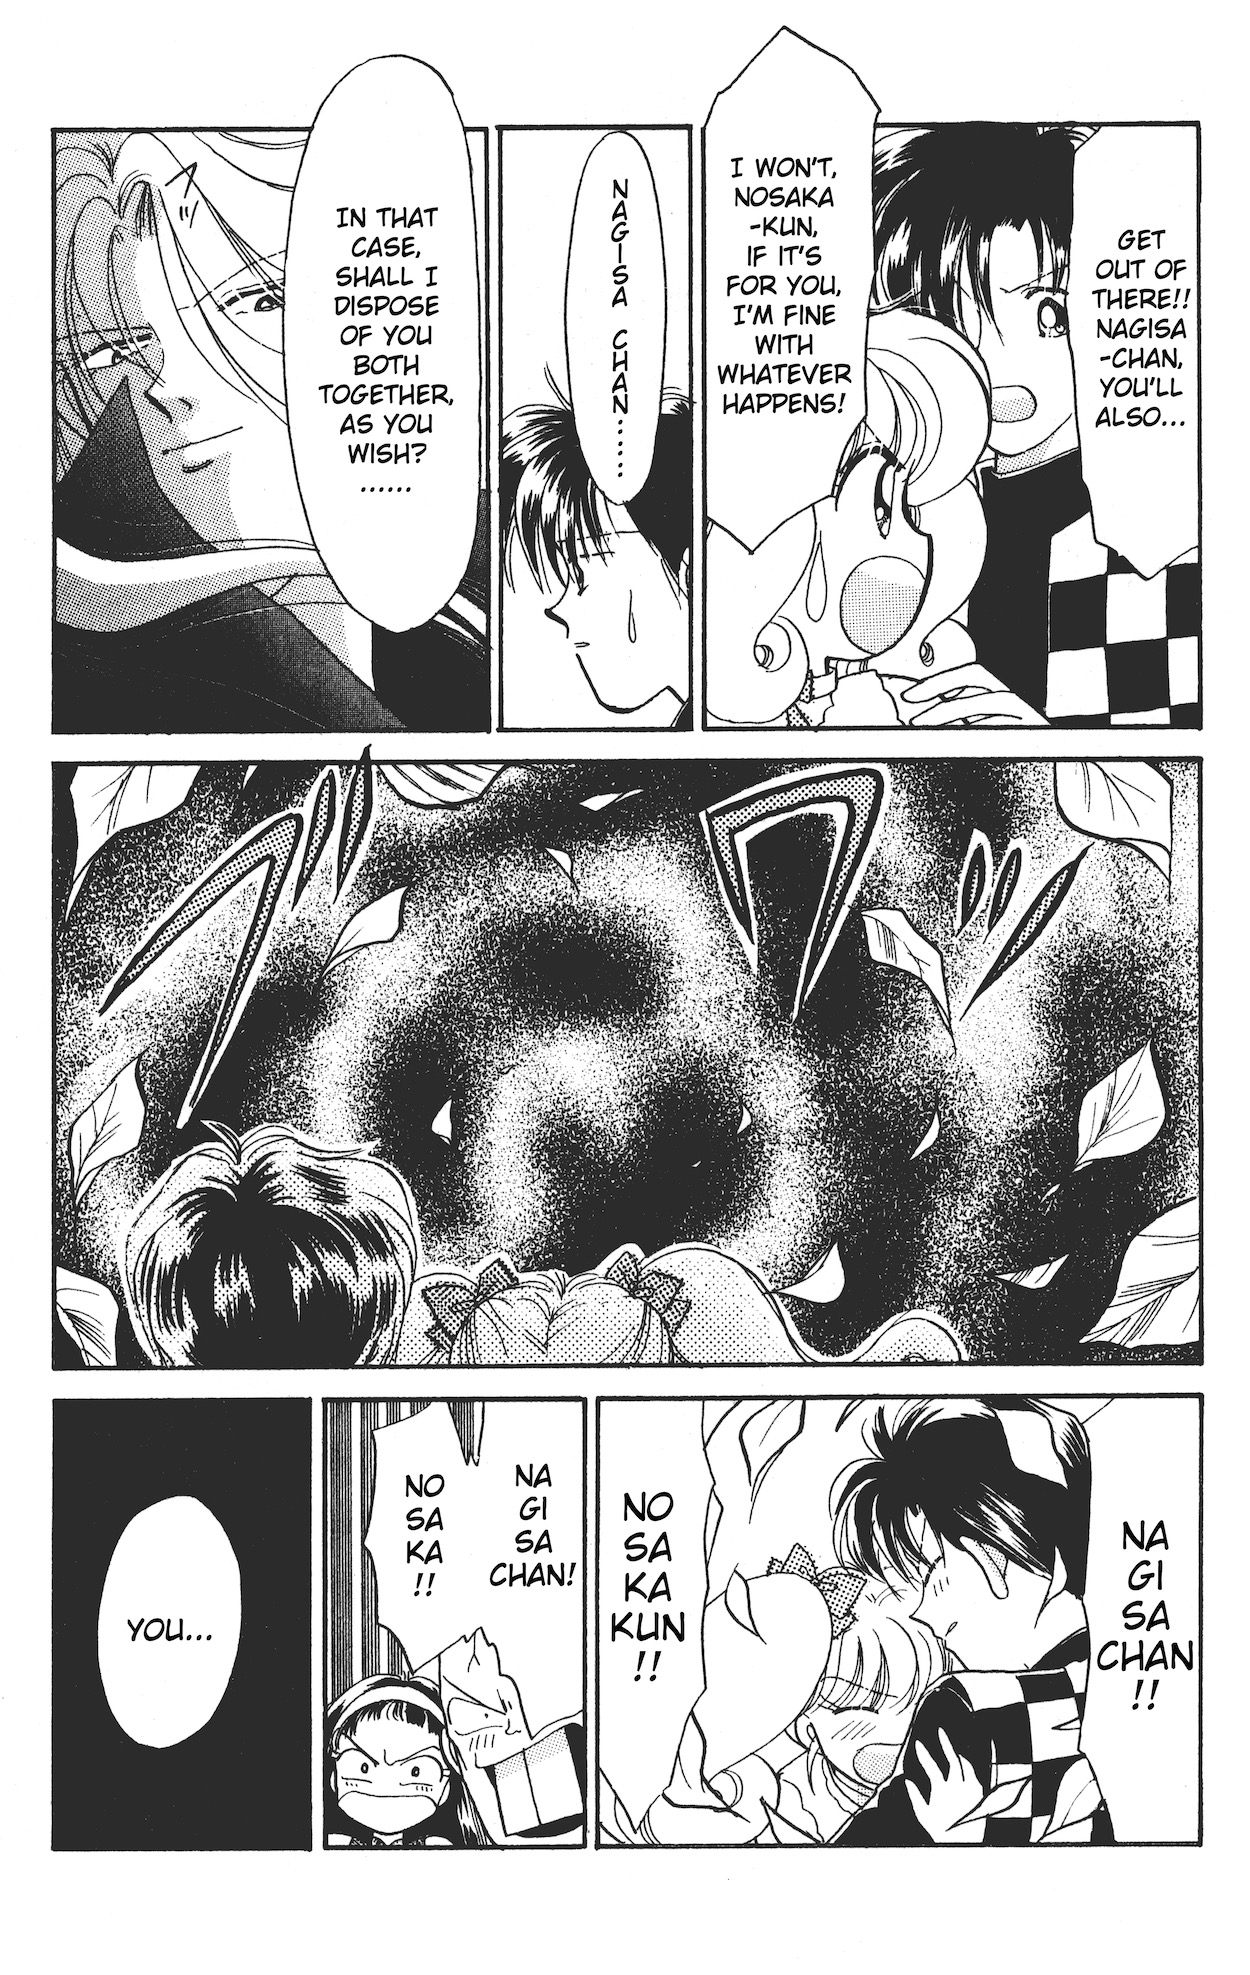 GET
OUT OF
THERE!!
NAGISA
-CHAN,
YOU'LL
ALSO...
I WON'T,
NOSAKA
-KUN,
IF IT'S
FOR YOU,
I'M FINE
WITH
WHATEVER
HAPPENS!
NAGISA CHAN......
IN THAT
CASE,
SHALL I
DISPOSE
OF YOU
BOTH
TOGETHER,
AS YOU
WISH?
......
NA
GI
SA
CHAN
!!
NO
SA
KA
KUN
!!
NA
GI
SA
CHAN!
NO
SA
KA
!!
YOU...